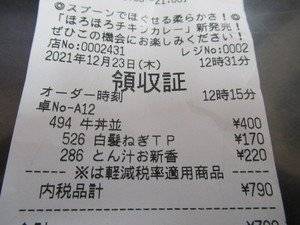 ◎スプーンでほぐせる柔らかさ！◎
「ほろほろチキンカレー」新発売！
ぜひこの機会にお楽しみください！
店No:0002431 レジNo:0002
2021年12月23日(木) 12時31分
領収証
オーダー時刻 12時15分
卓No-A12
494 牛丼並 ¥400
526 白髪ねぎTP ¥170
286 とん汁お新香 ¥220
-- ※は軽減税率適用商品 --
内税品計 ¥790